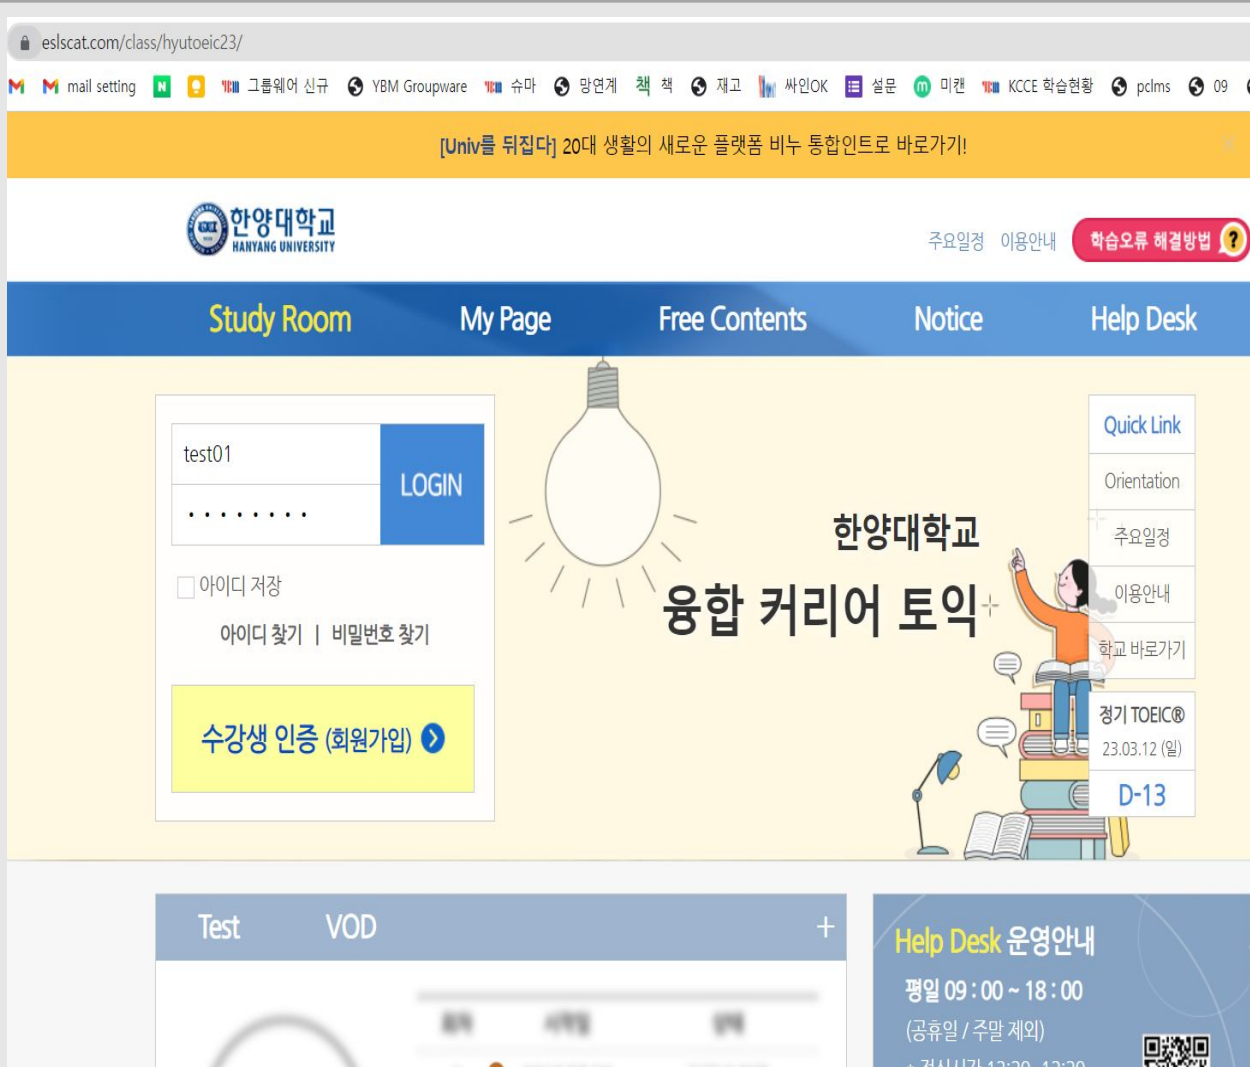 eslscat.com/class/hyutoeic23/
mail setting 그룹웨어 신규 YBM Groupware 슈마 망연계 책 책 재고 싸인OK 설문 미캔 KCCE 학습현황 pclms 09
[Univ를 뒤집다] 20대 생활의 새로운 플랫폼 비누 통합인트로 바로가기!
한양대학교
HANYANG UNIVERSITY
주요일정 이용안내 학습오류 해결방법 ?
Study Room My Page Free Contents Notice Help Desk
test01
LOGIN
아이디 저장
아이디 찾기 | 비밀번호 찾기
수강생 인증 (회원가입)
한양대학교
융합 커리어 토익
Quick Link
Orientation
주요일정
이용안내
학교 바로가기
정기 TOEIC®
23.03.12 (일)
D-13
Test VOD +
Help Desk 운영안내
평일 09 : 00 ~ 18 : 00
(공휴일 / 주말 제외)